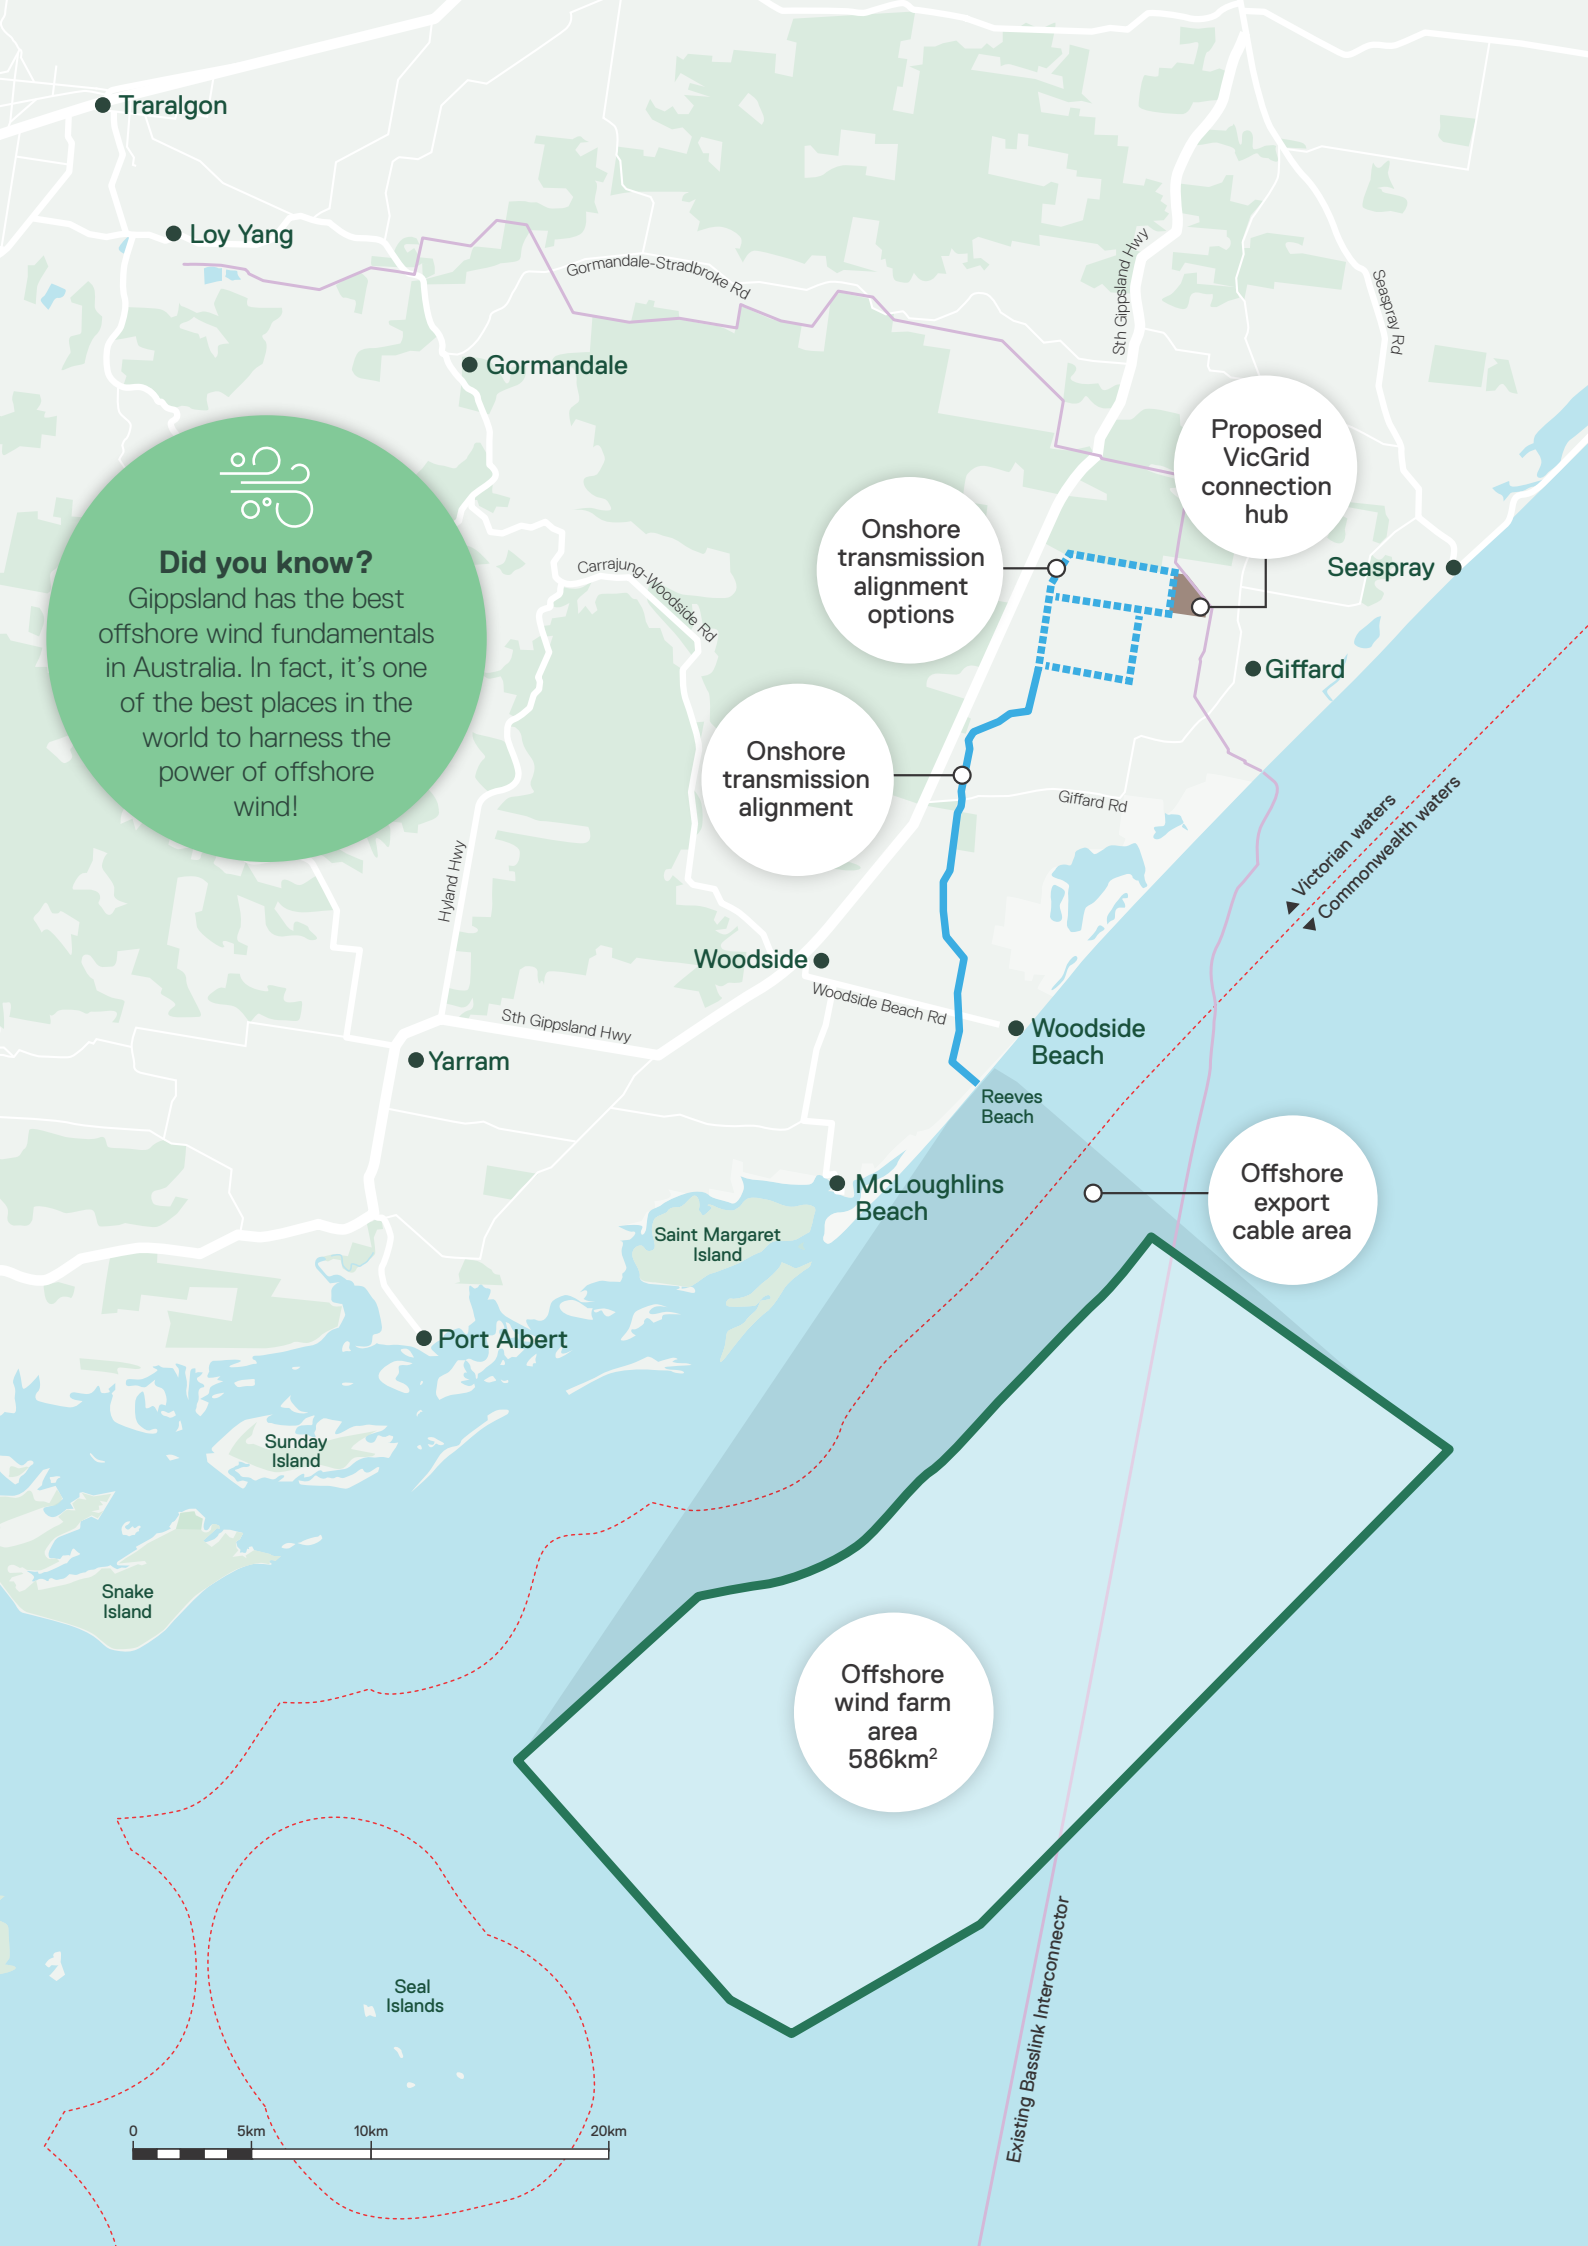 Traralgon
Loy Yang
Gormandale-Stradbroke Rd
Sth Gippsland Hwy
Seaspray Rd
Gormandale
Proposed
VicGrid
connection
hub
Did you know?
Gippsland has the best
offshore wind fundamentals
in Australia. In fact, it's one
of the best places in the
world to harness the
power of offshore
wind!
Onshore
transmission
alignment
options
Carrajung-Woodside Rd
Seaspray
Giffard
Onshore
transmission
alignment
Giffard Rd
Victorian waters
Commonwealth waters
Hyland Hwy
Woodside
Woodside Beach Rd
Sth Gippsland Hwy
Woodside
Beach
Yarram
Reeves
Beach
Offshore
export
cable area
McLoughlins
Beach
Saint Margaret
Island
Port Albert
Sunday
Island
Snake
Island
Offshore
wind farm
area
586km²
Existing Basslink Interconnector
Seal
Islands
0 5km 10km 20km